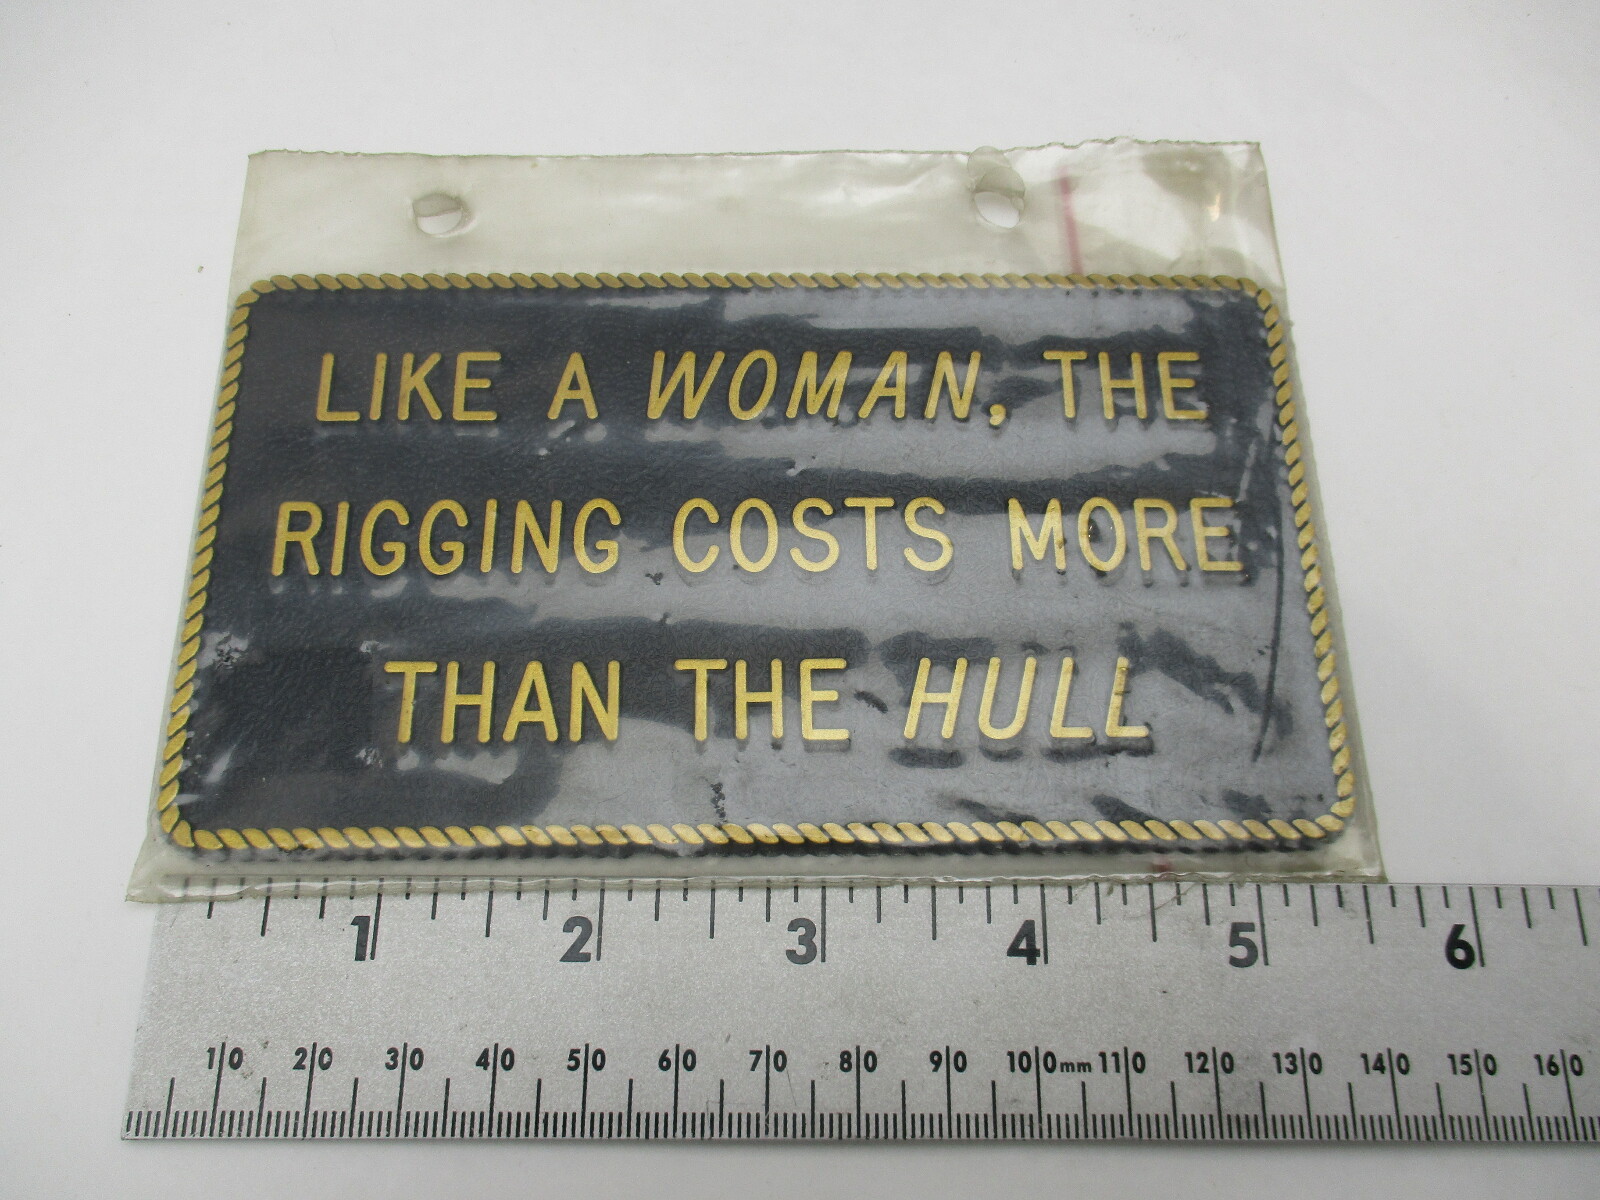 LIKE A WOMAN, THE
RIGGING COSTS MORE
THAN THE HULL
1 2 3 4 5 6
10 20 30 40 50 60 70 80 90 100mm 110 120 130 140 150 160